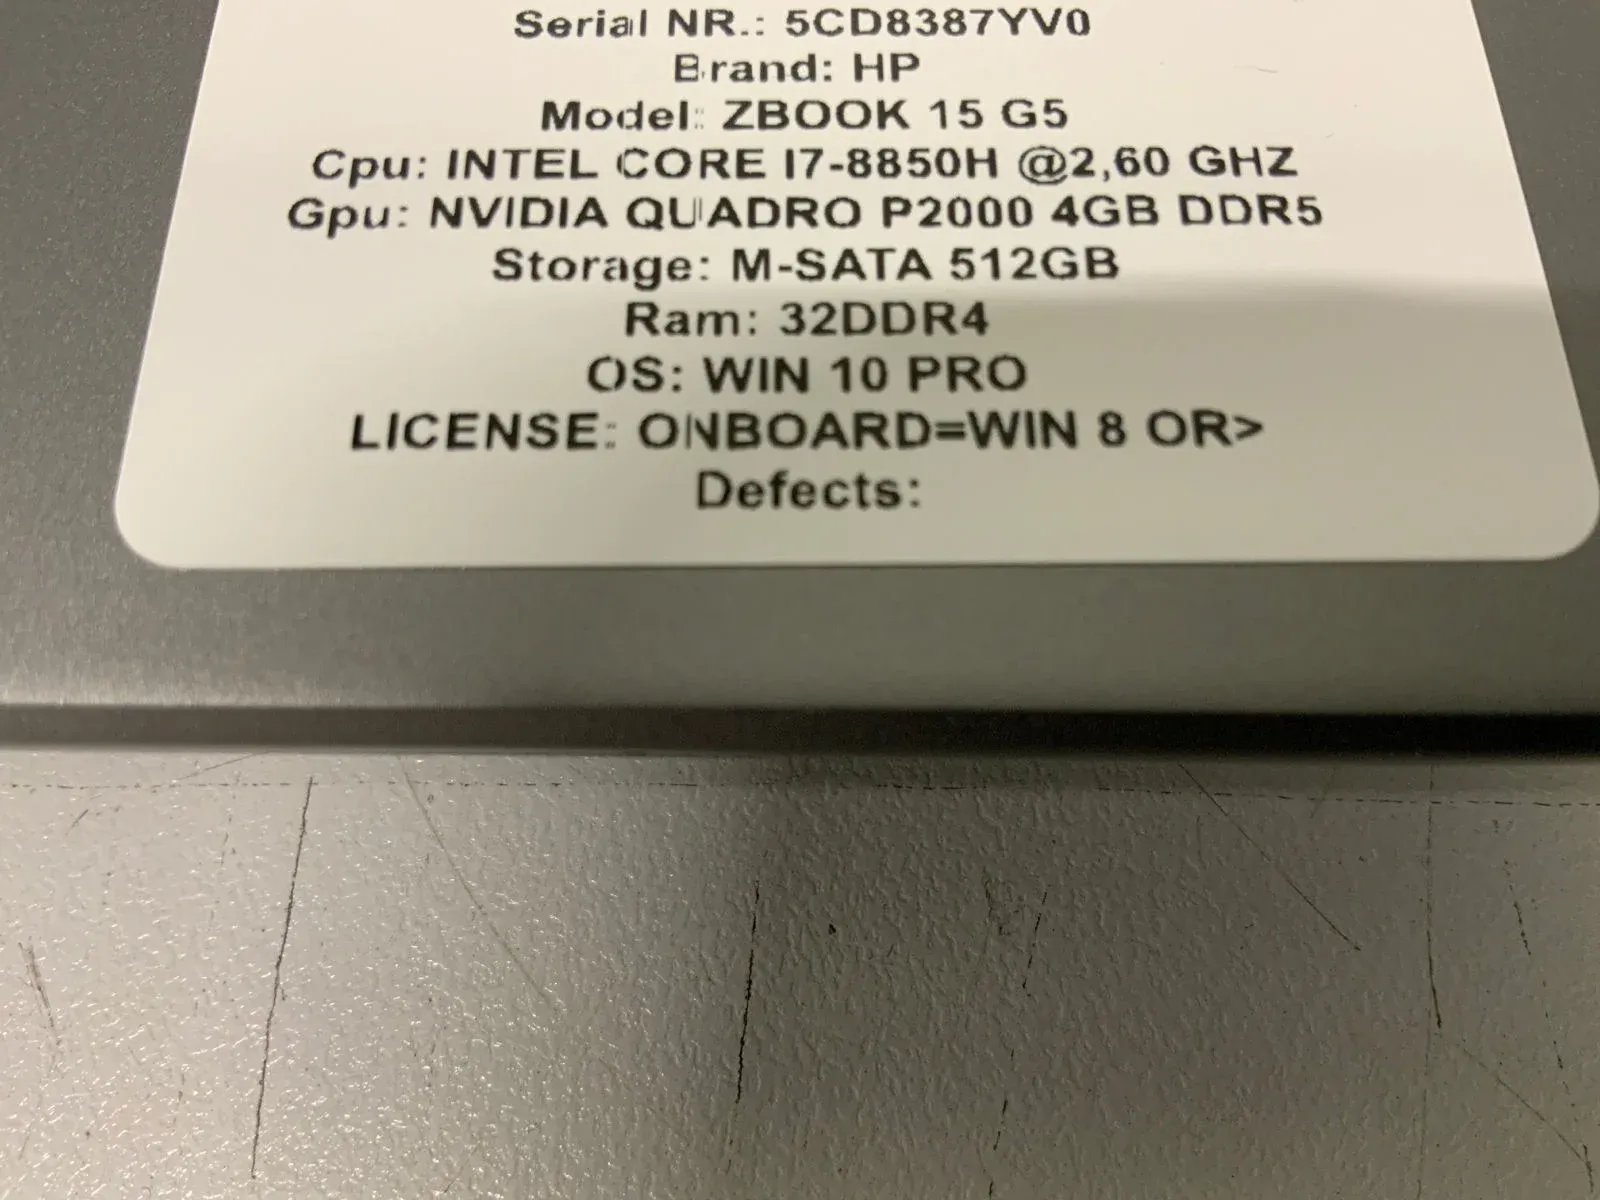 Serial NR.: 5CD8387YV0
Brand: HP
Model: ZBOOK 15 G5
Cpu: INTEL CORE I7-8850H @2,60 GHZ
Gpu: NVIDIA QUADRO P2000 4GB DDR5
Storage: M-SATA 512GB
Ram: 32DDR4
OS: WIN 10 PRO
LICENSE: ONBOARD=WIN 8 OR>
Defects: